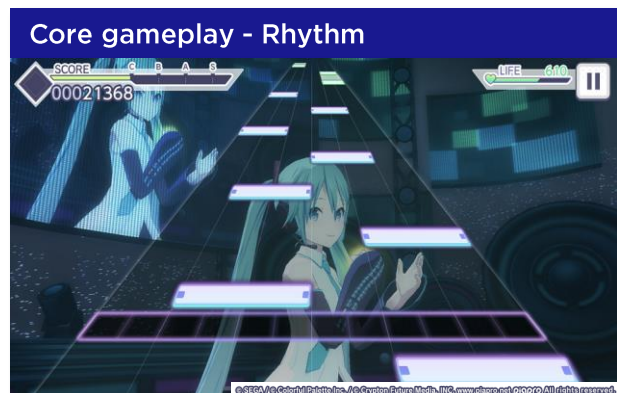 Core gameplay - Rhythm
SCORE C B A S
00021368
LIFE
© SEGA / © Colorful Palette Inc. / © Crypton Future Media, INC. www.piapro.net piapro All rights reserved.